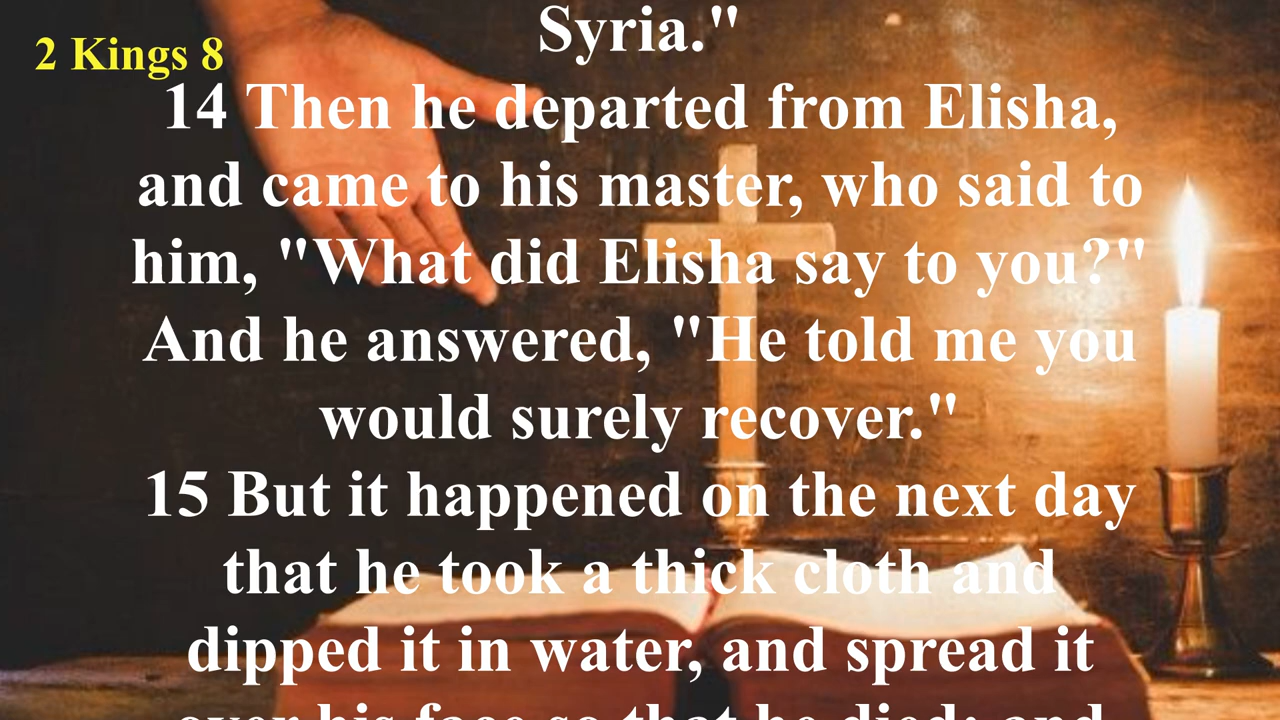 2 Kings 8
Syria."
14 Then he departed from Elisha,
and came to his master, who said to
him, "What did Elisha say to you?"
And he answered, "He told me you
would surely recover."
15 But it happened on the next day
that he took a thick cloth and
dipped it in water, and spread it
over his face so that he died; and